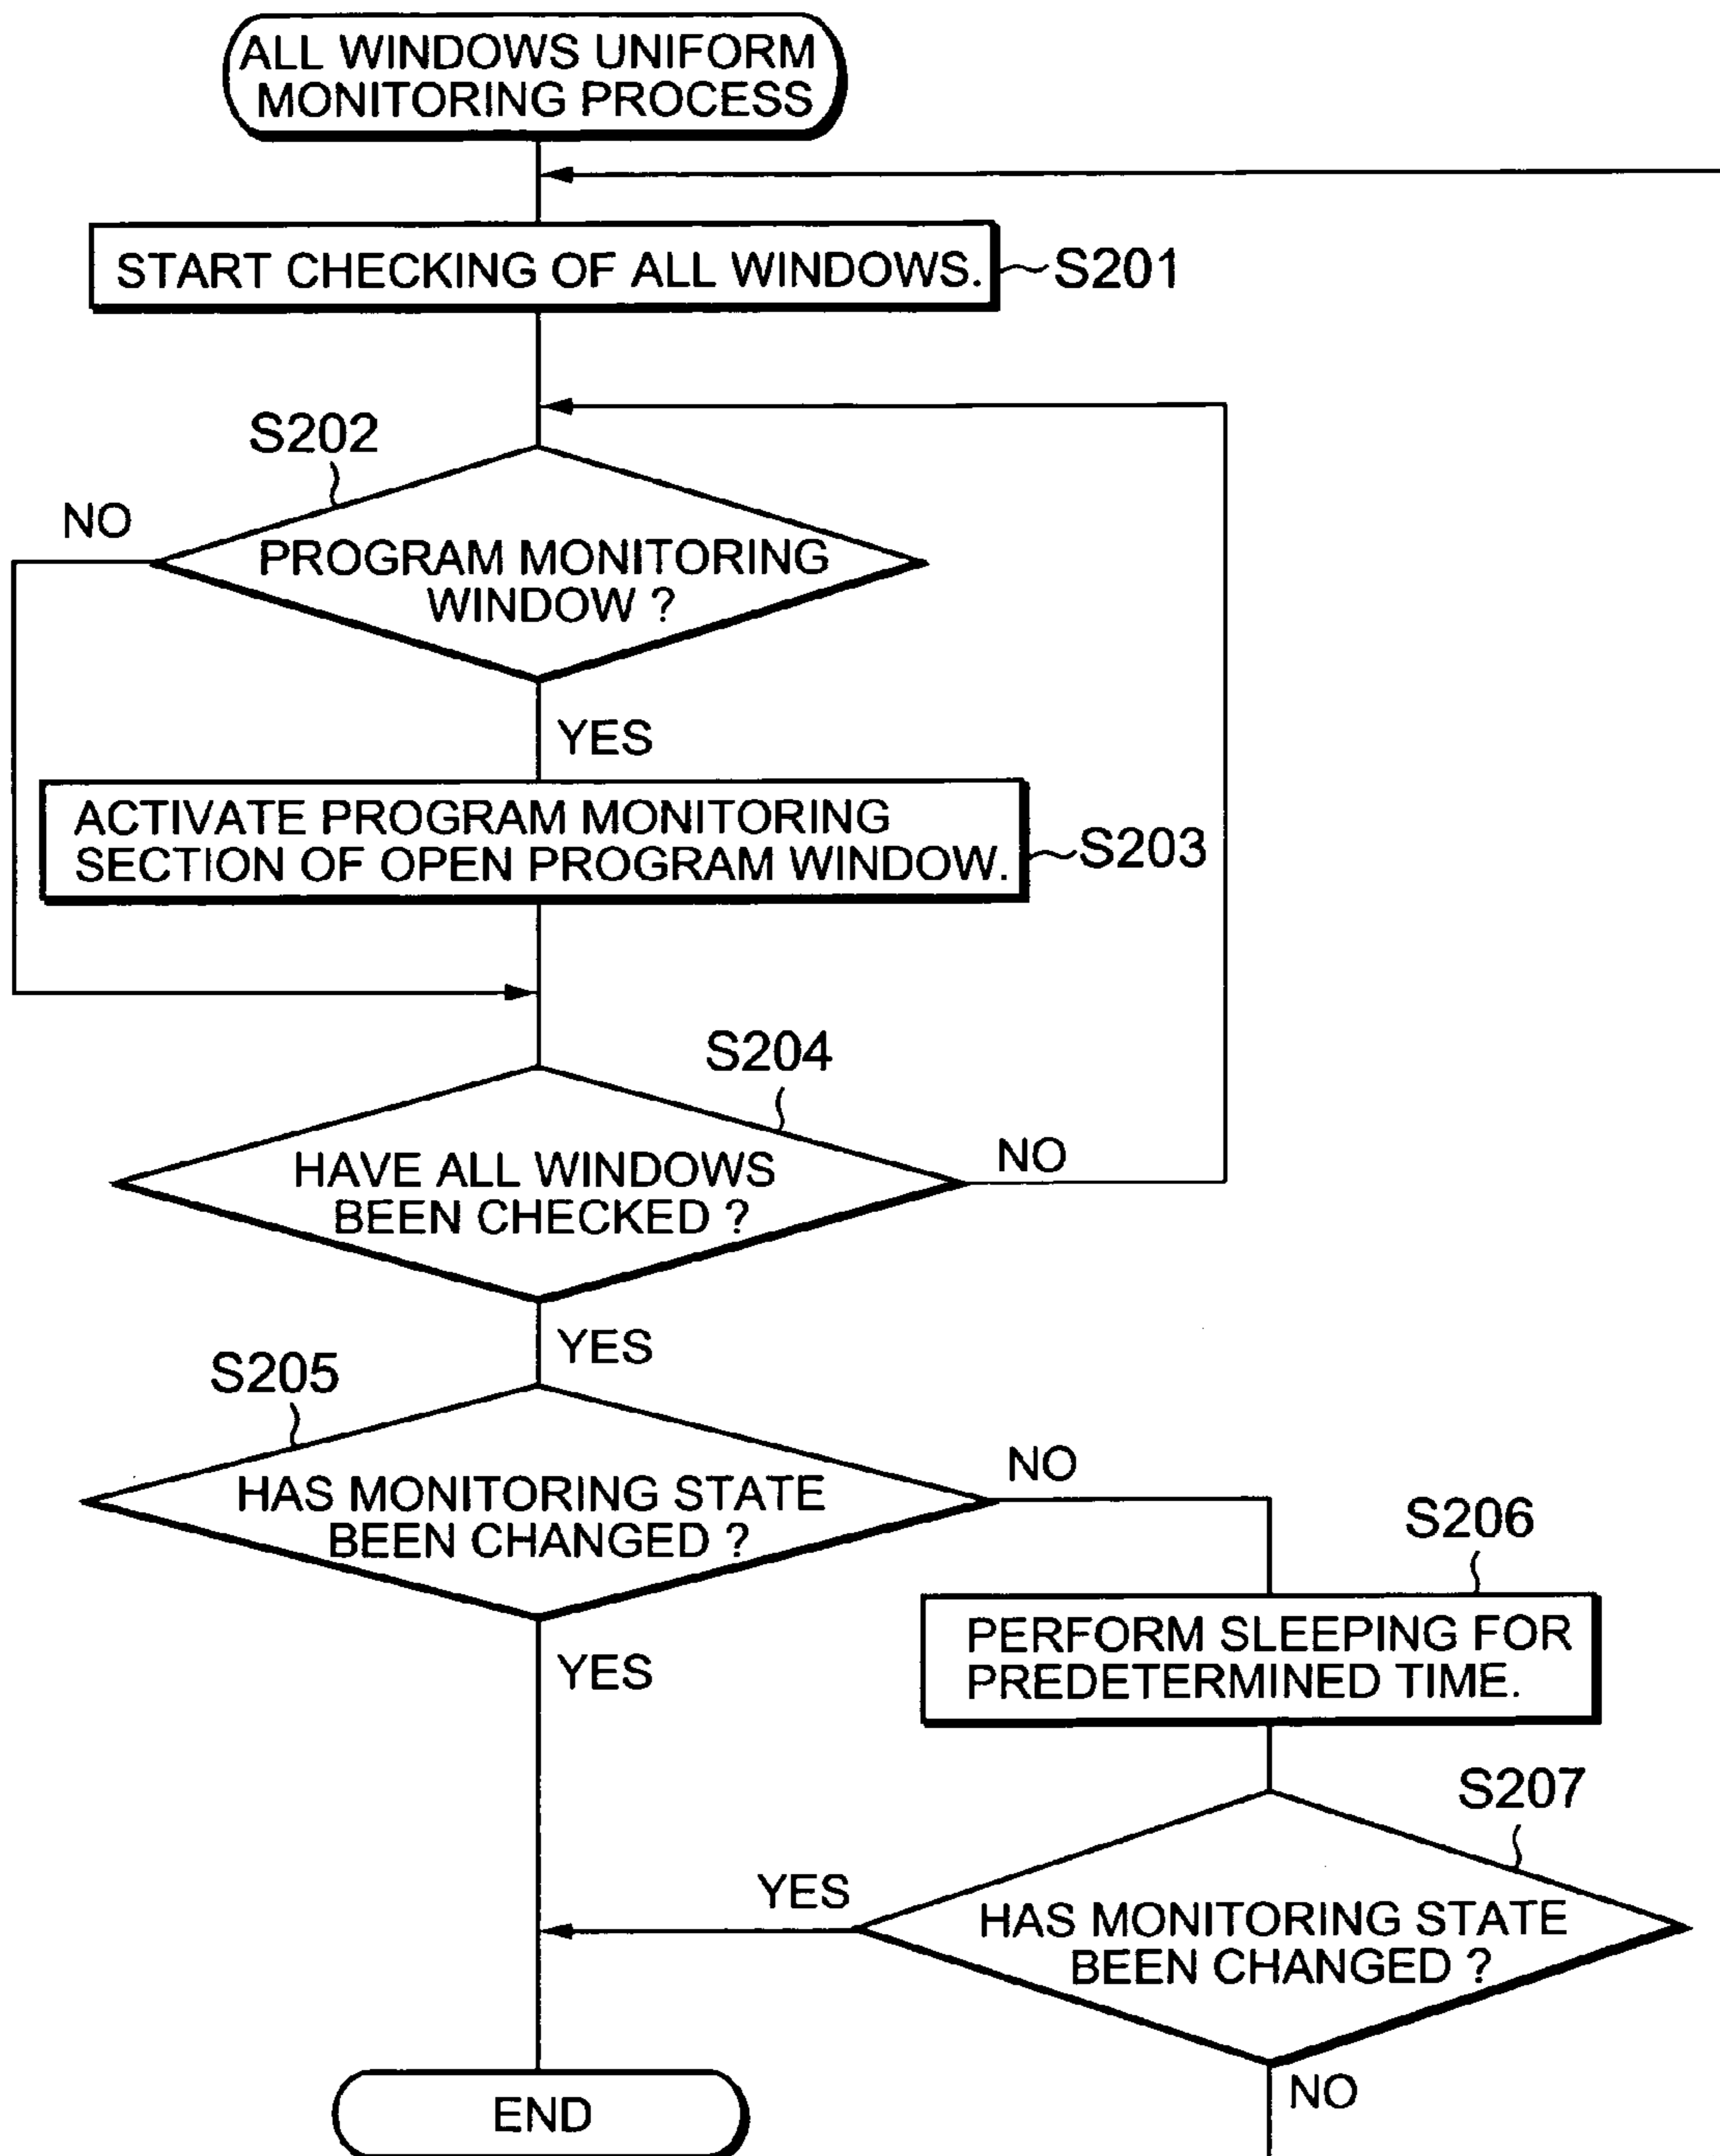 ALL WINDOWS UNIFORM
MONITORING PROCESS
START CHECKING OF ALL WINDOWS.
S201
S202
NO
PROGRAM MONITORING
WINDOW ?
YES
ACTIVATE PROGRAM MONITORING
SECTION OF OPEN PROGRAM WINDOW.
S203
S204
HAVE ALL WINDOWS
BEEN CHECKED ?
NO
YES
S205
HAS MONITORING STATE
BEEN CHANGED ?
NO
YES
S206
PERFORM SLEEPING FOR
PREDETERMINED TIME.
S207
YES
HAS MONITORING STATE
BEEN CHANGED ?
NO
END